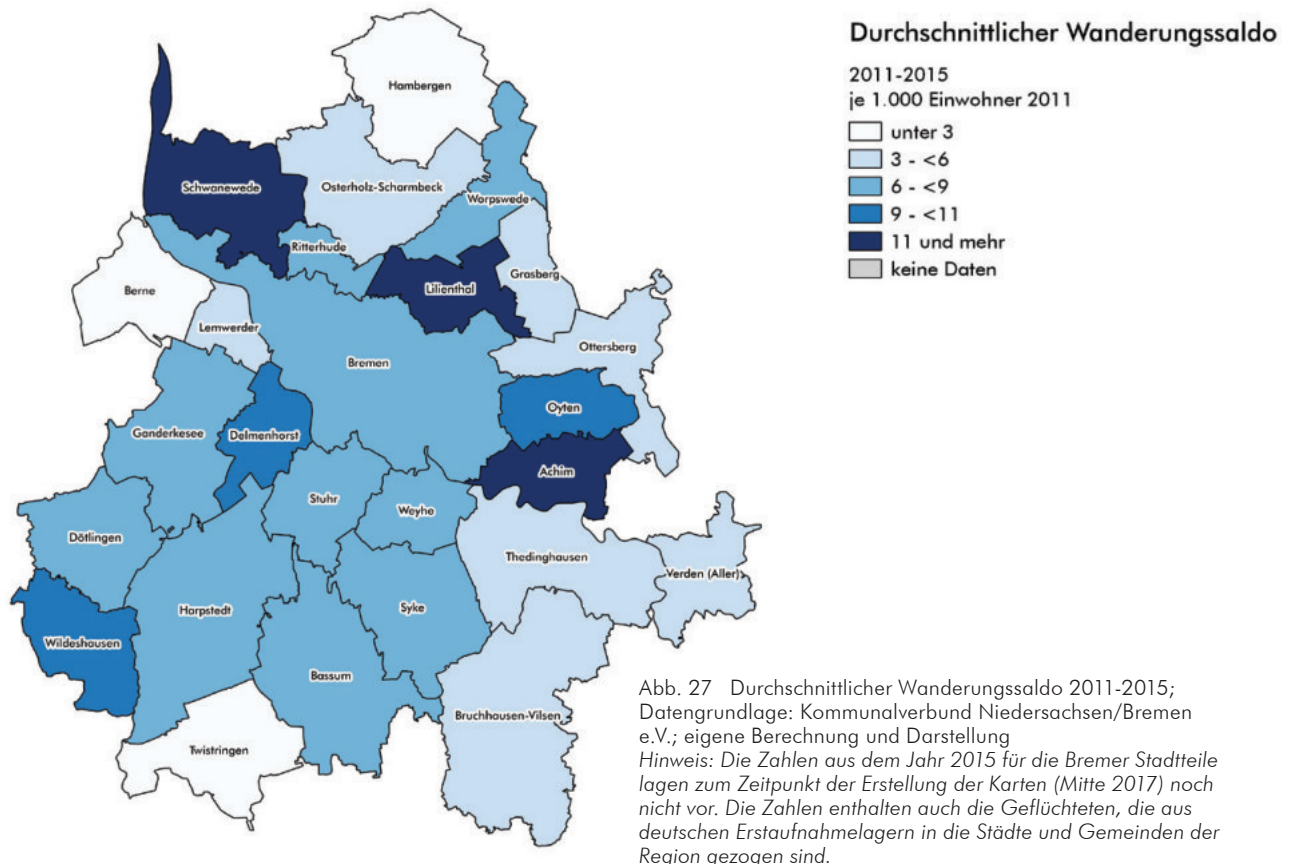 Durchschnittlicher Wanderungssaldo
2011-2015
je 1.000 Einwohner 2011
unter 3
3 - <6
6 - <9
9 - <11
11 und mehr
keine Daten
Hambergen
Schwanewede
Osterholz-Scharmbeck
Worpswede
Ritterhude
Grasberg
Berne
Lilienthal
Lemwerder
Ottersberg
Bremen
Oyten
Ganderkesee
Delmenhorst
Achim
Stuhr
Weyhe
Dötlingen
Thedinghausen
Verden (Aller)
Harpstedt
Syke
Wildeshausen
Bassum
Bruchhausen-Vilsen
Twistringen
Abb. 27 Durchschnittlicher Wanderungssaldo 2011-2015;
Datengrundlage: Kommunalverbund Niedersachsen/Bremen
e.V.; eigene Berechnung und Darstellung
Hinweis: Die Zahlen aus dem Jahr 2015 für die Bremer Stadtteile
lagen zum Zeitpunkt der Erstellung der Karten (Mitte 2017) noch
nicht vor. Die Zahlen enthalten auch die Geflüchteten, die aus
deutschen Erstaufnahmelagern in die Städte und Gemeinden der
Region gezogen sind.